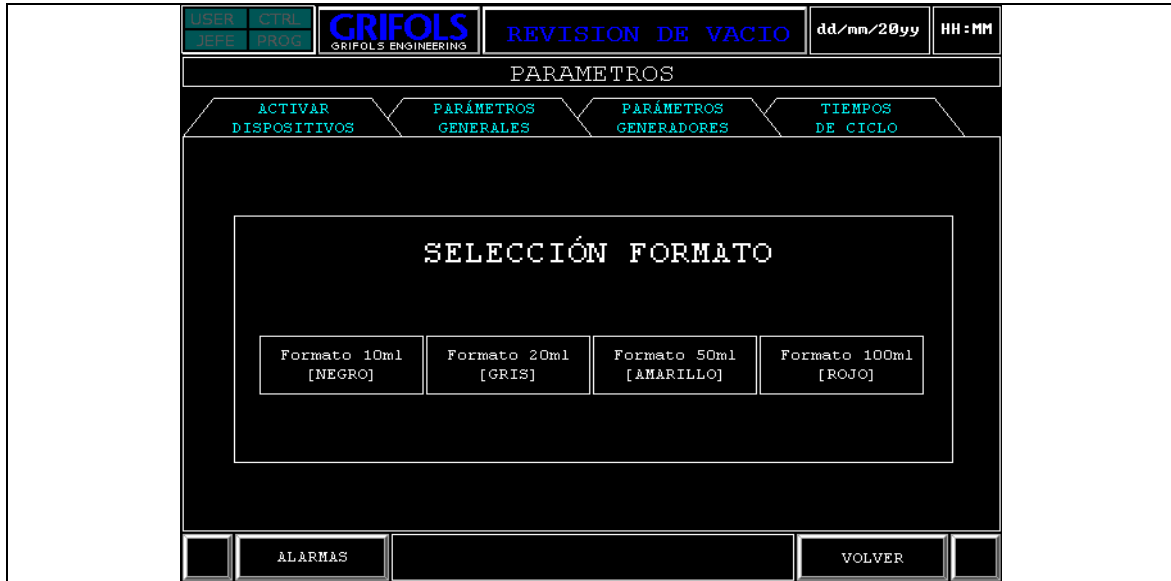 USER CTRL
JEFE PROG
GRIFOLS
GRIFOLS ENGINEERING
REVISION DE VACIO
dd/mm/20yy
HH:MM
PARAMETROS
ACTIVAR
DISPOSITIVOS
PARÁMETROS
GENERALES
PARÁMETROS
GENERADORES
TIEMPOS
DE CICLO
SELECCIÓN FORMATO
Formato 10ml
[NEGRO]
Formato 20ml
[GRIS]
Formato 50ml
[AMARILLO]
Formato 100ml
[ROJO]
ALARMAS
VOLVER